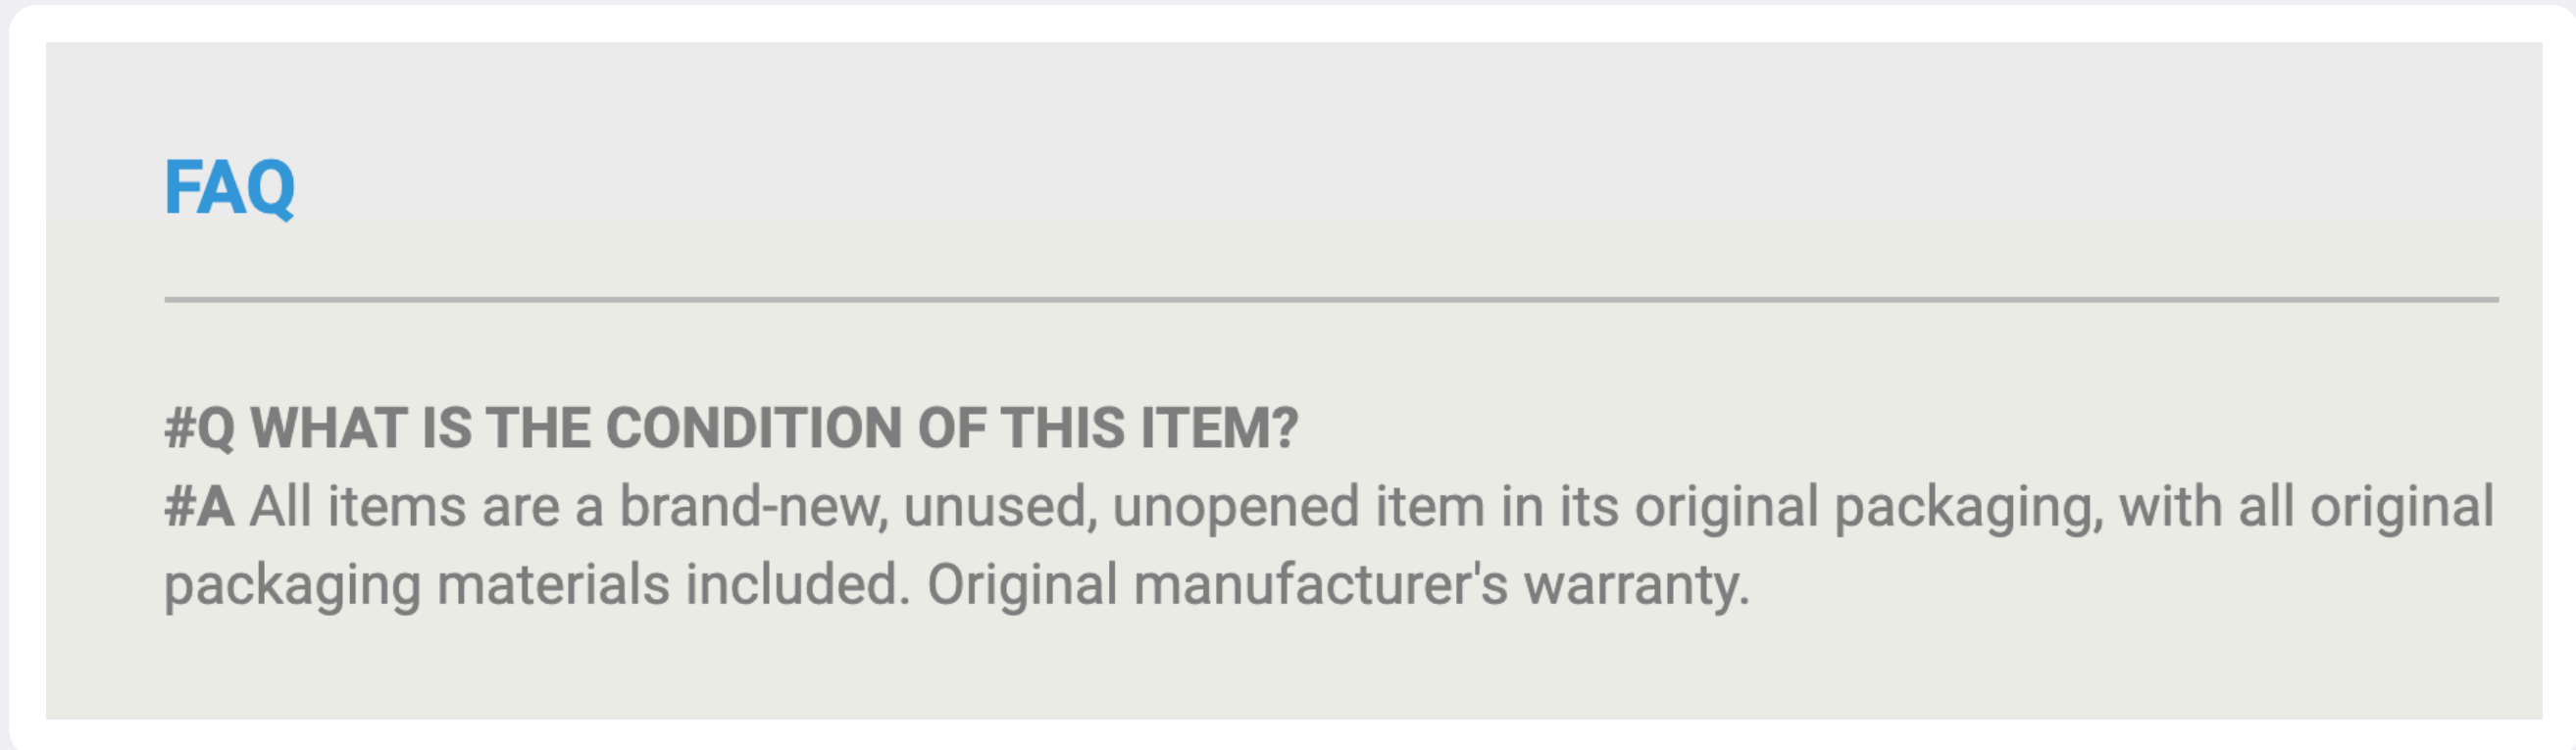 FAQ
#Q WHAT IS THE CONDITION OF THIS ITEM?
#A All items are a brand-new, unused, unopened item in its original packaging, with all original
packaging materials included. Original manufacturer's warranty.